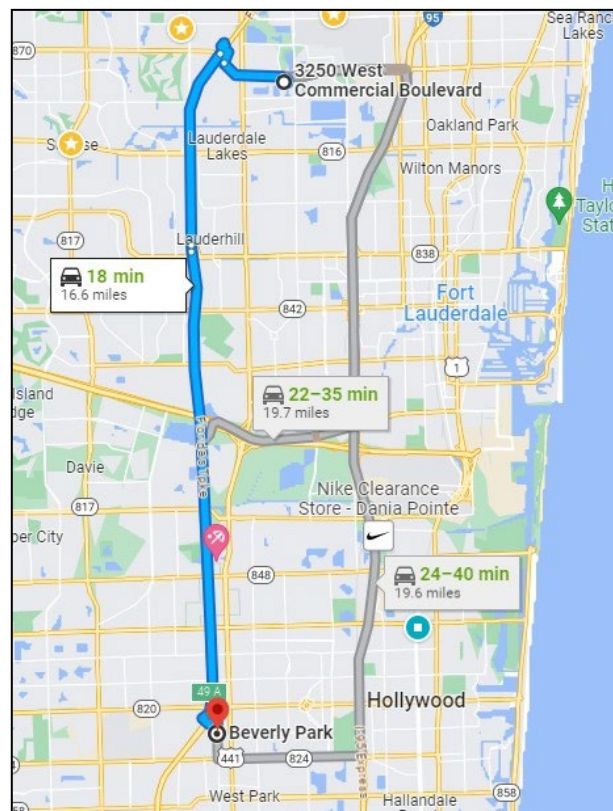 870
95
Sea Ranch
Lakes
3250 West
Commercial Boulevard
Oakland Park
Lauderdale
Lakes
816
Wilton Manors
817
Lauderhill
838
18 min
16.6 miles
842
Fort
Lauderdale
1
22–35 min
19.7 miles
Island
Davie
817
Nike Clearance
Store - Dania Pointe
848
24–40 min
19.6 miles
49 A
820
Hollywood
Beverly Park
441
824
I-95 Express
West Park
Hallandale
858